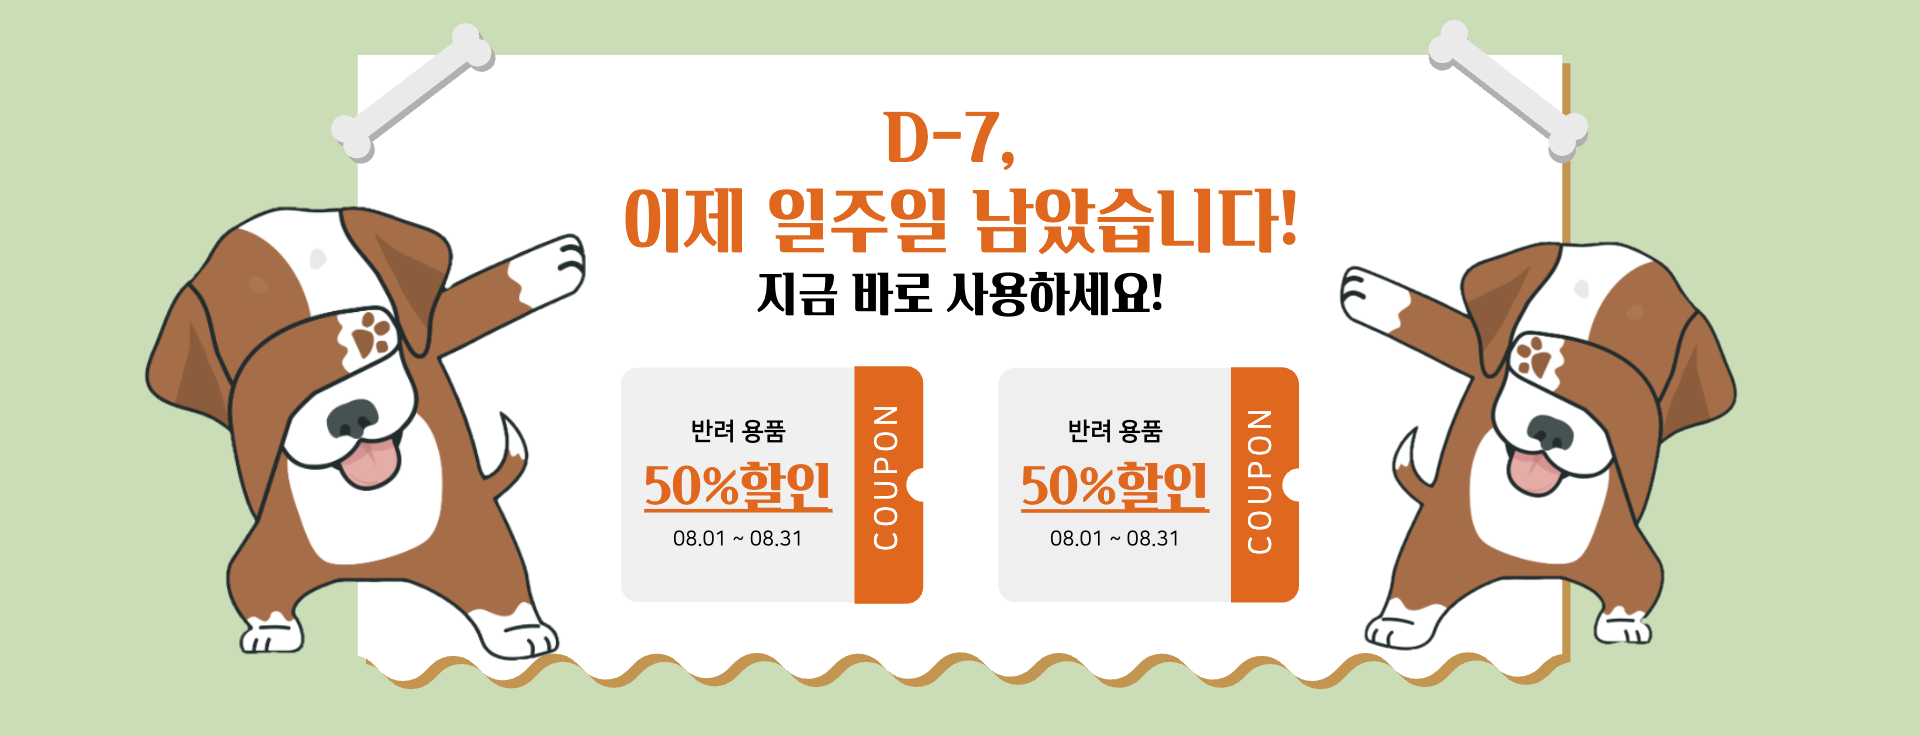 D-7,
이제 일주일 남았습니다!
지금 바로 사용하세요!
반려 용품
50%할인
08.01 ~ 08.31
COUPON
반려 용품
50%할인
08.01 ~ 08.31
COUPON